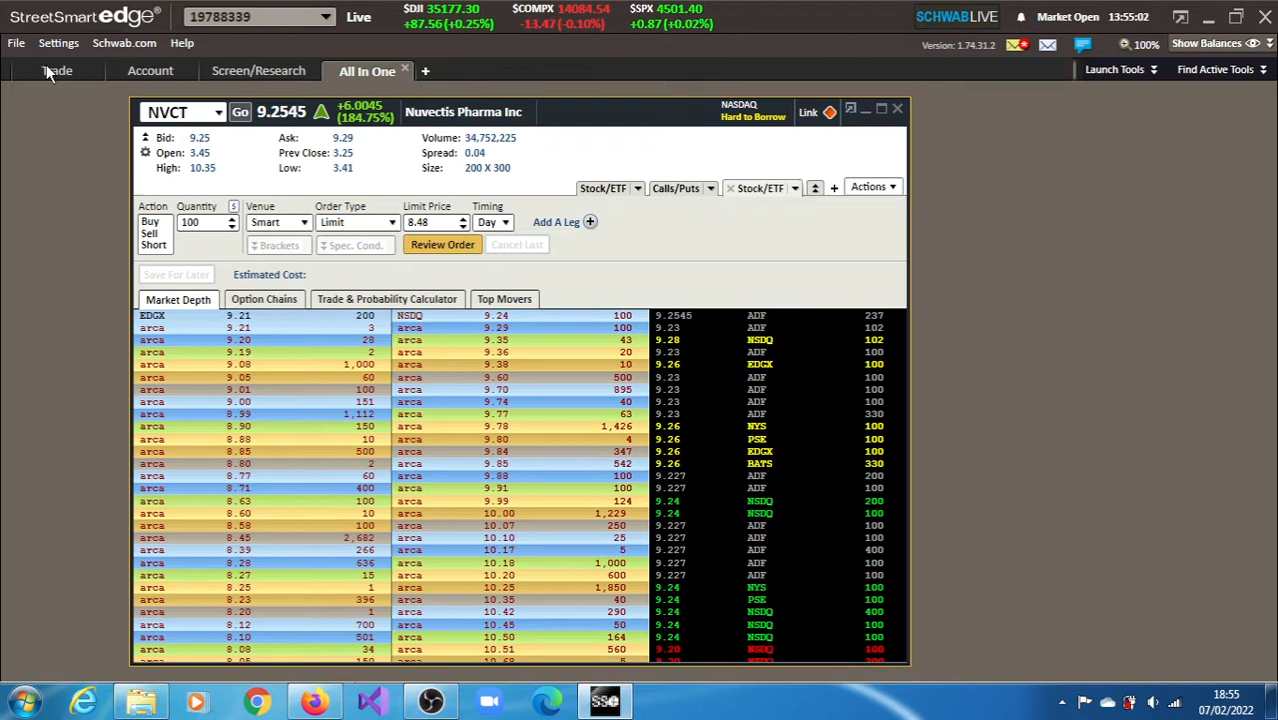 StreetSmart edge® 19788339 Live $DJI 35177.30 $COMPX 14084.54 $SPX 4501.40 SCHWABLIVE Market Open 13:55:02
+87.56 (+0.25%) -13.47 (-0.10%) +0.87 (+0.02%)
File Settings Schwab.com Help Version: 1.74.31.2 100% Show Balances
Trade Account Screen/Research All In One + Launch Tools Find Active Tools
NVCT Go 9.2545 +6.0045 (184.75%) Nuvectis Pharma Inc NASDAQ Hard to Borrow Link
Bid: 9.25 Ask: 9.29 Volume: 34,752,225
Open: 3.45 Prev Close: 3.25 Spread: 0.04
High: 10.35 Low: 3.41 Size: 200 X 300
Stock/ETF Calls/Puts Stock/ETF + Actions
Action Quantity S Venue Order Type Limit Price Timing
Buy Sell Short 100 Smart Limit 8.48 Day Add A Leg
Brackets Spec. Cond. Review Order Cancel Last
Save For Later Estimated Cost:
Market Depth Option Chains Trade & Probability Calculator Top Movers
EDGX 9.21 200 NSDQ 9.24 100 9.2545 ADF 237
arca 9.21 3 arca 9.29 100 9.23 ADF 102
arca 9.20 28 arca 9.35 43 9.28 NSDQ 102
arca 9.19 2 arca 9.36 20 9.23 ADF 100
arca 9.08 1,000 arca 9.38 10 9.26 EDGX 100
arca 9.05 60 arca 9.60 500 9.23 ADF 100
arca 9.01 100 arca 9.70 895 9.23 ADF 100
arca 9.00 151 arca 9.74 40 9.23 ADF 100
arca 8.99 1,112 arca 9.77 63 9.23 ADF 330
arca 8.90 150 arca 9.78 1,426 9.26 NYS 100
arca 8.88 10 arca 9.80 4 9.26 PSE 100
arca 8.85 500 arca 9.84 347 9.26 EDGX 100
arca 8.80 2 arca 9.85 542 9.26 BATS 330
arca 8.77 60 arca 9.88 100 9.227 ADF 200
arca 8.71 400 arca 9.91 100 9.227 ADF 100
arca 8.63 100 arca 9.99 124 9.24 NSDQ 200
arca 8.60 10 arca 10.00 1,229 9.24 NSDQ 100
arca 8.58 100 arca 10.07 250 9.227 ADF 100
arca 8.45 2,682 arca 10.10 25 9.227 ADF 100
arca 8.39 266 arca 10.17 5 9.227 ADF 400
arca 8.28 636 arca 10.18 1,000 9.227 ADF 100
arca 8.27 15 arca 10.20 600 9.227 ADF 100
arca 8.25 1 arca 10.25 1,850 9.24 NYS 100
arca 8.23 396 arca 10.35 40 9.24 PSE 100
arca 8.20 1 arca 10.42 290 9.24 NSDQ 400
arca 8.12 700 arca 10.45 50 9.24 NSDQ 100
arca 8.10 501 arca 10.50 164 9.24 NSDQ 100
arca 8.08 34 arca 10.51 560 9.20 NSDQ 100
arca 8.05 150 arca 10.68 5
SSe 18:55
07/02/2022